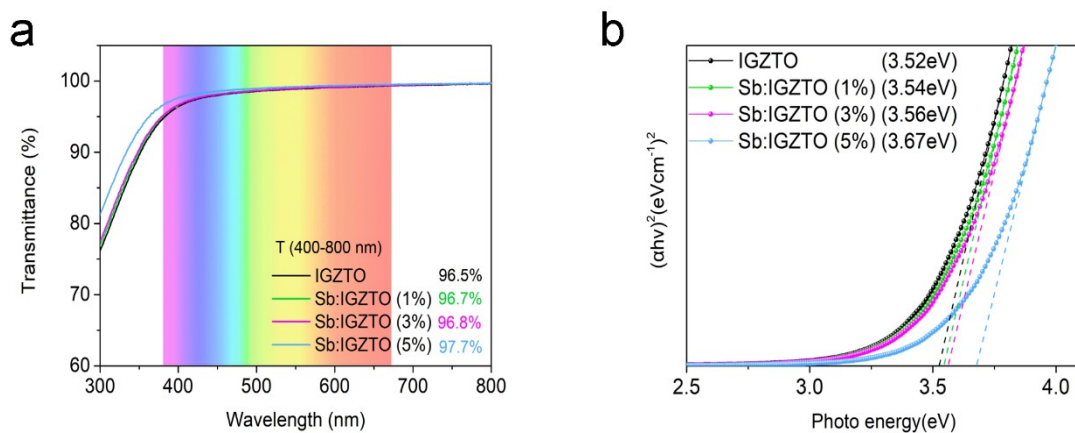 a
Transmittance (%)
100
90
80
70
60
T (400-800 nm)
IGZTO 96.5%
Sb:IGZTO (1%) 96.7%
Sb:IGZTO (3%) 96.8%
Sb:IGZTO (5%) 97.7%
300 400 500 600 700 800
Wavelength (nm)
b
(αhv)²(eVcm⁻¹)²
IGZTO (3.52eV)
Sb:IGZTO (1%) (3.54eV)
Sb:IGZTO (3%) (3.56eV)
Sb:IGZTO (5%) (3.67eV)
2.5 3.0 3.5 4.0
Photo energy(eV)